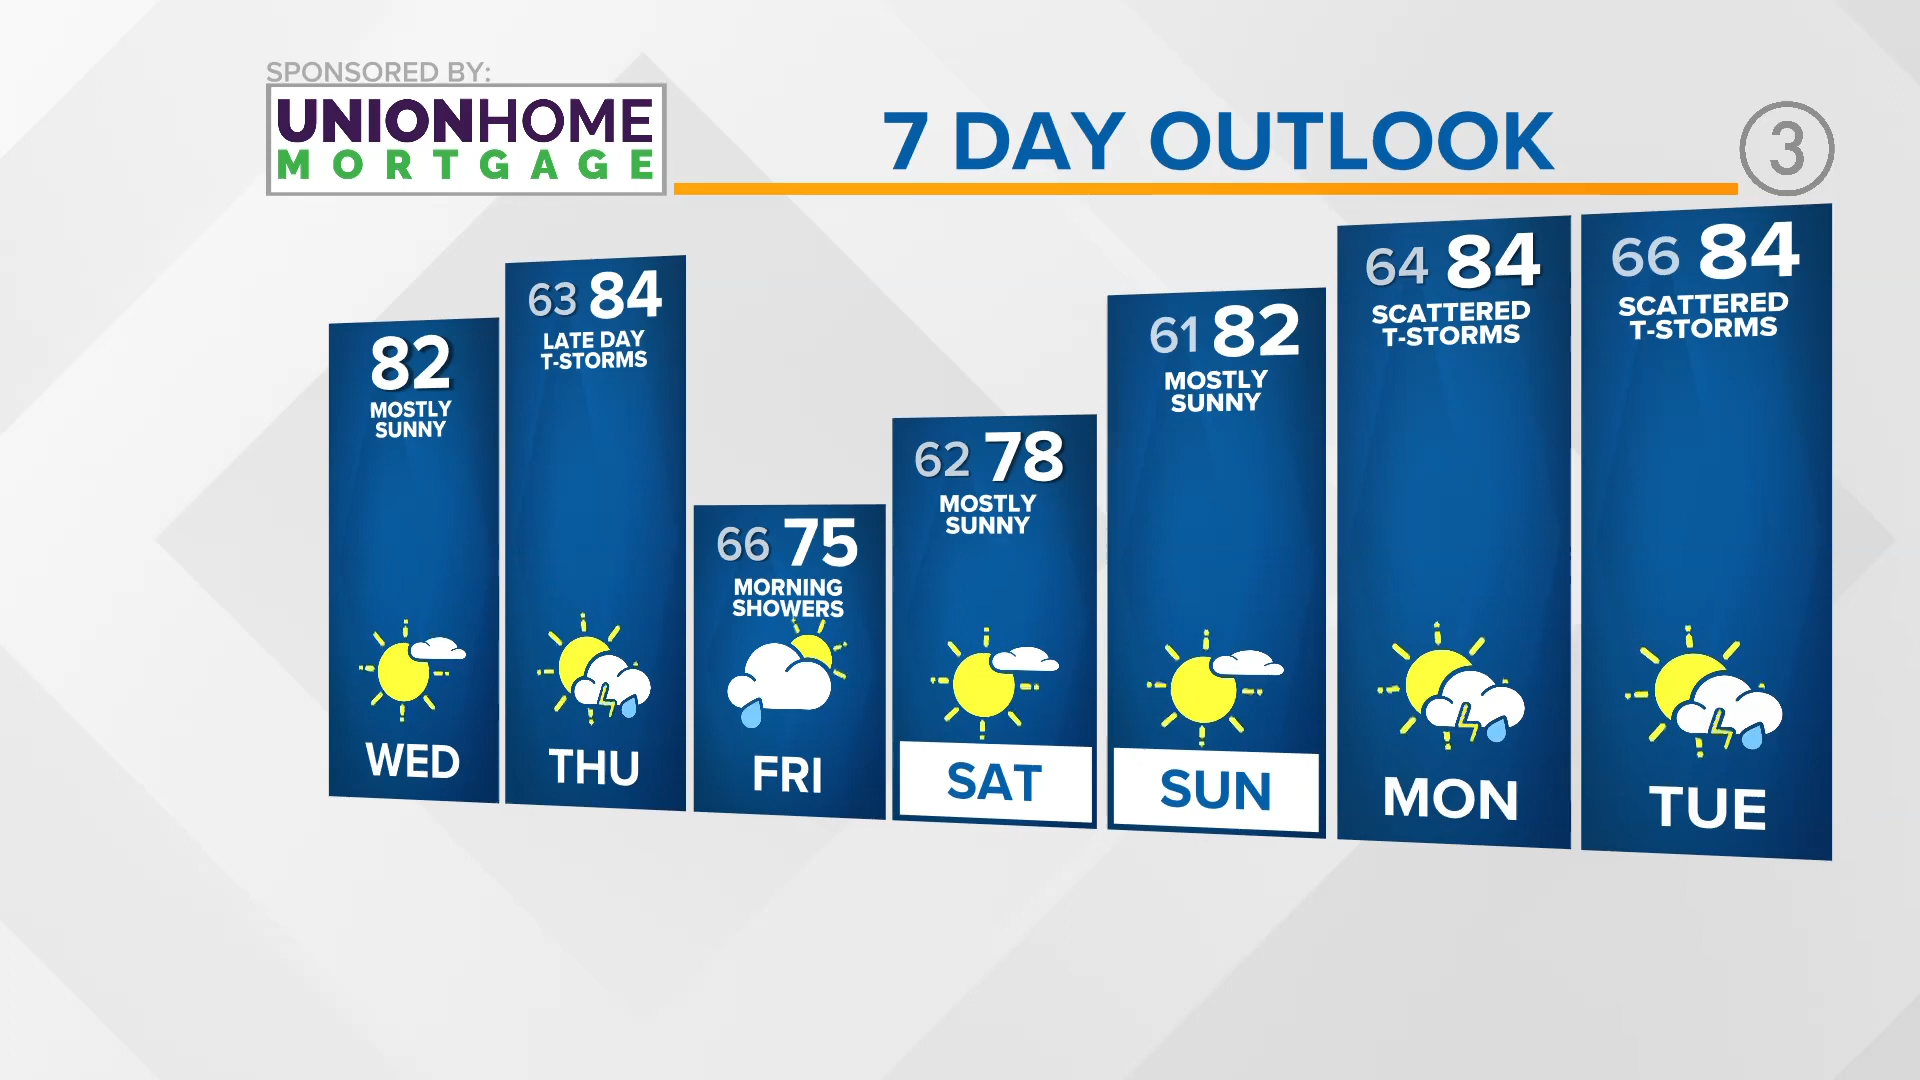 SPONSORED BY:
UNIONHOME
MORTGAGE
7 DAY OUTLOOK
3
82
MOSTLY
SUNNY
WED
63 84
LATE DAY
T-STORMS
THU
66 75
MORNING
SHOWERS
FRI
62 78
MOSTLY
SUNNY
SAT
61 82
MOSTLY
SUNNY
SUN
64 84
SCATTERED
T-STORMS
MON
66 84
SCATTERED
T-STORMS
TUE